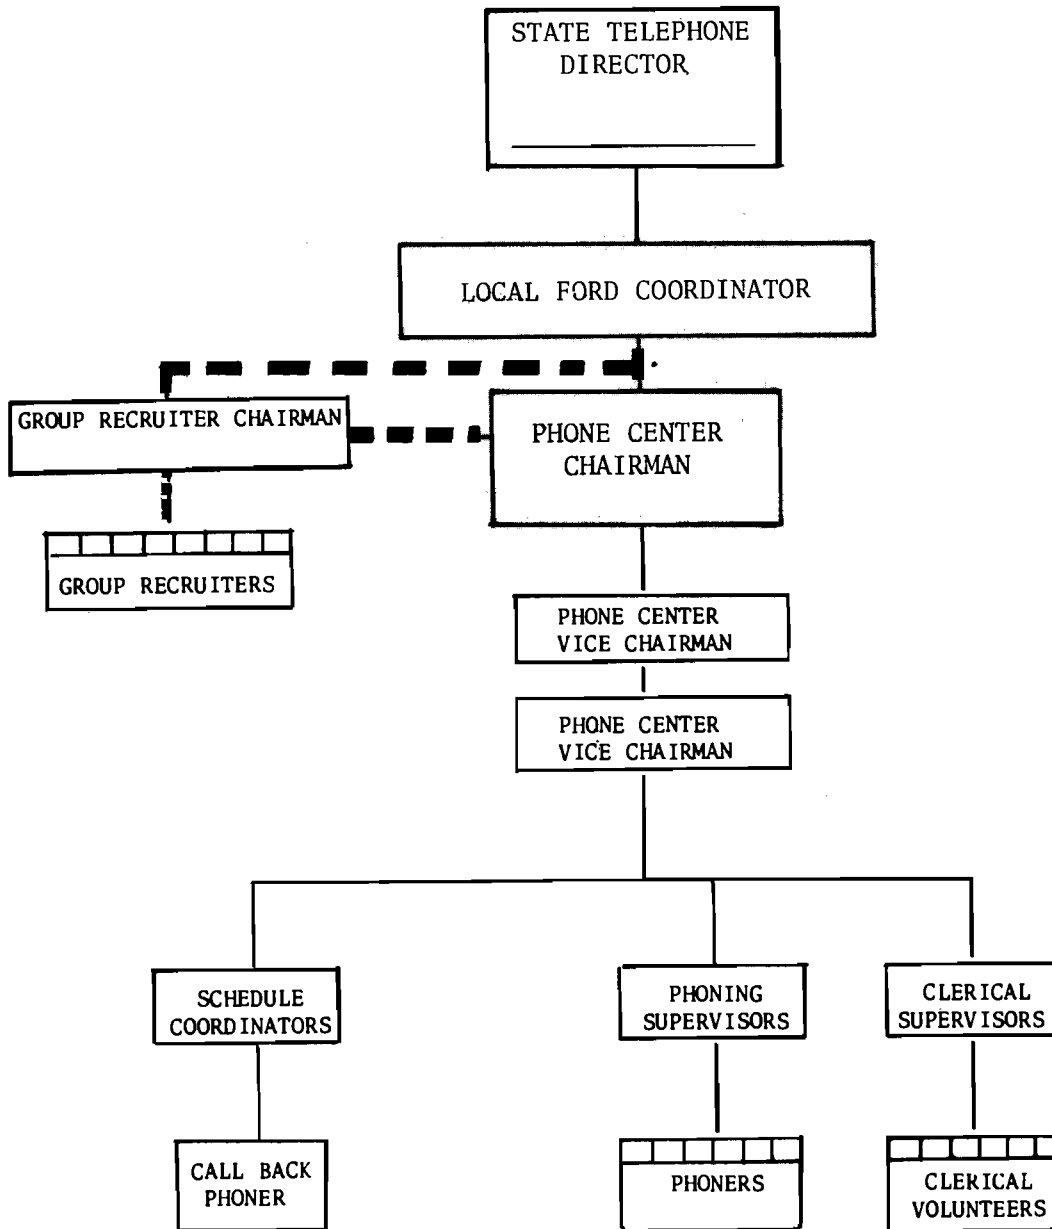 STATE TELEPHONE
DIRECTOR
LOCAL FORD COORDINATOR
GROUP RECRUITER CHAIRMAN
PHONE CENTER
CHAIRMAN
GROUP RECRUITERS
PHONE CENTER
VICE CHAIRMAN
PHONE CENTER
VICE CHAIRMAN
SCHEDULE
COORDINATORS
PHONING
SUPERVISORS
CLERICAL
SUPERVISORS
CALL BACK
PHONER
PHONERS
CLERICAL
VOLUNTEERS